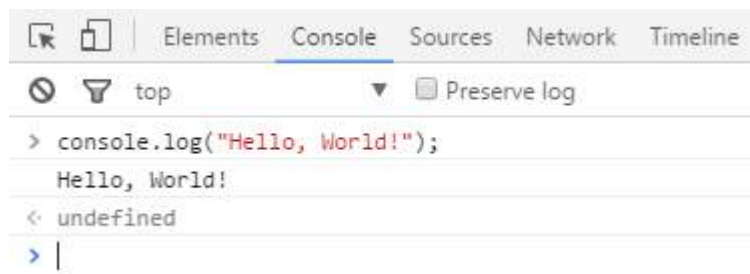 Elements Console Sources Network Timeline
top ▼ Preserve log
> console.log("Hello, World!");
Hello, World!
<· undefined
>